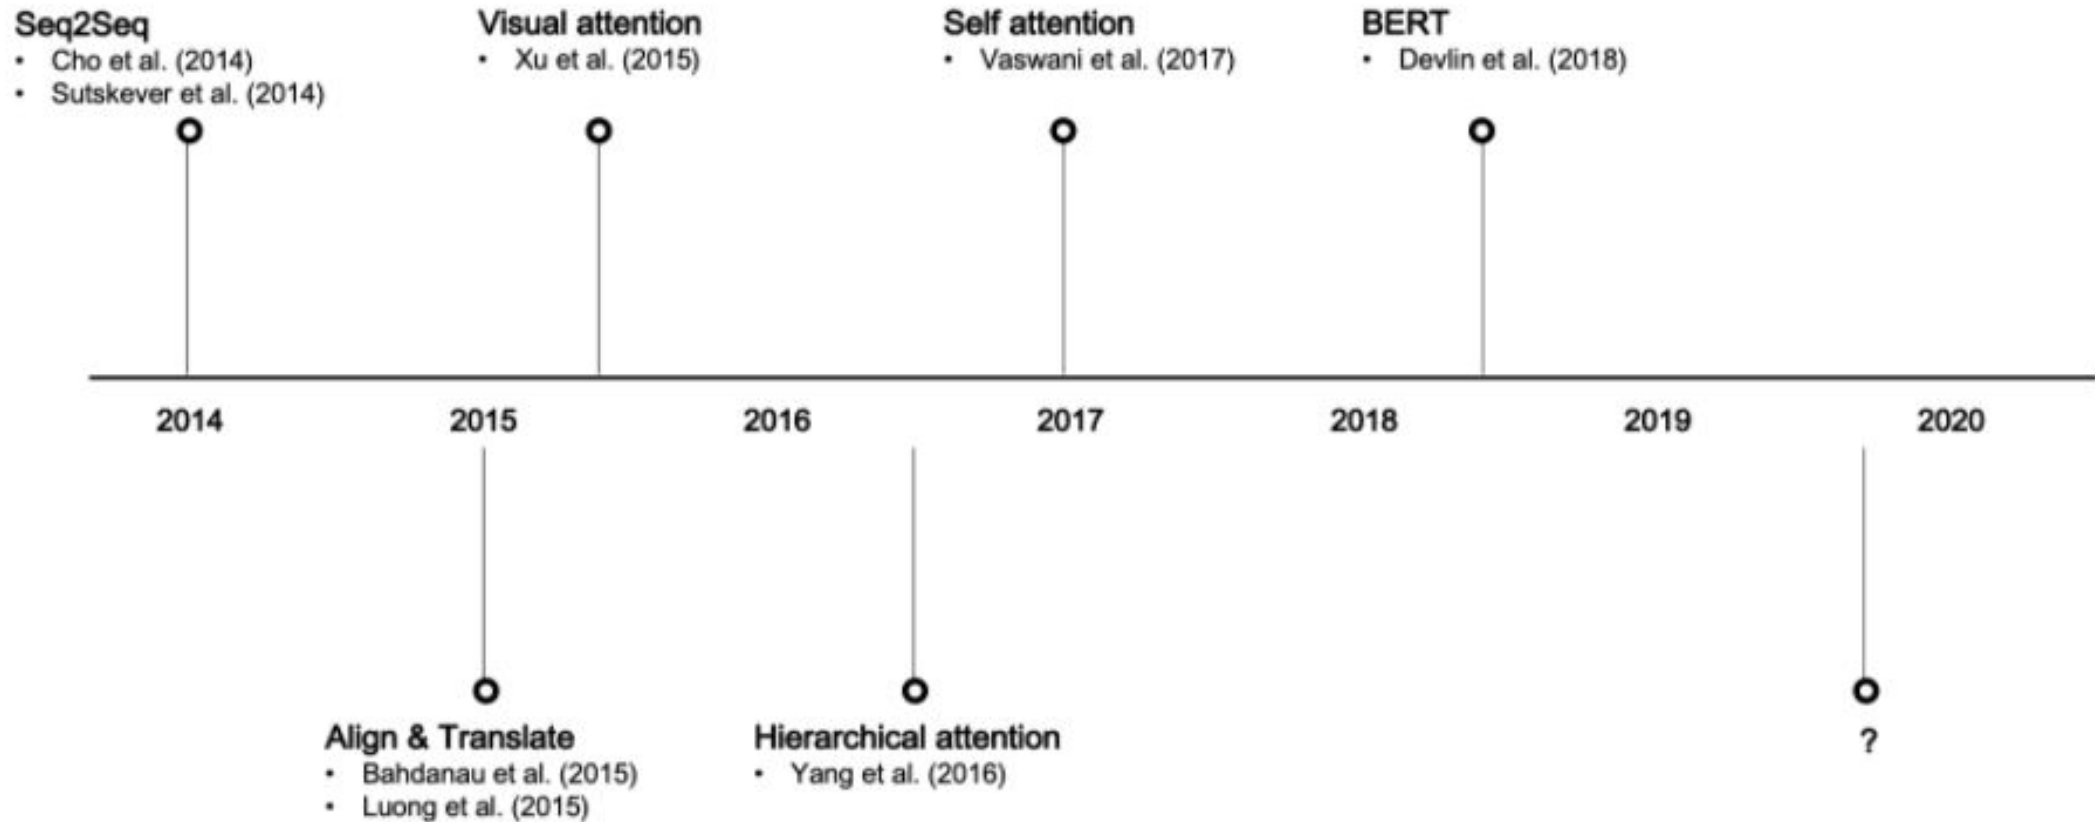 Seq2Seq
• Cho et al. (2014)
• Sutskever et al. (2014)
Visual attention
• Xu et al. (2015)
Self attention
• Vaswani et al. (2017)
BERT
• Devlin et al. (2018)
2014 2015 2016 2017 2018 2019 2020
Align & Translate
• Bahdanau et al. (2015)
• Luong et al. (2015)
Hierarchical attention
• Yang et al. (2016)
?